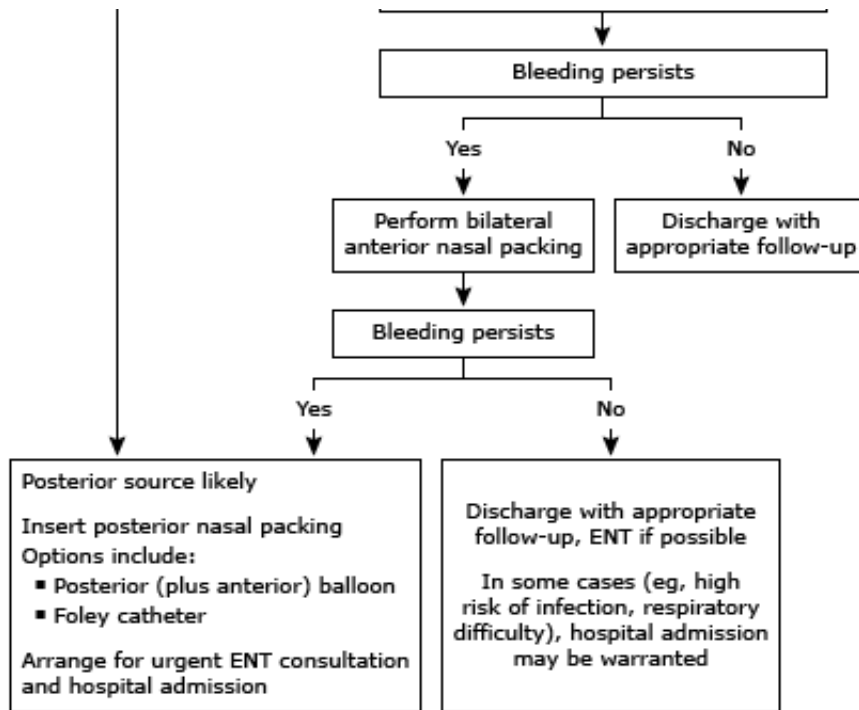 Bleeding persists
Yes
No
Perform bilateral
anterior nasal packing
Discharge with
appropriate follow-up
Bleeding persists
Yes
No
Posterior source likely
Insert posterior nasal packing
Options include:
▪ Posterior (plus anterior) balloon
▪ Foley catheter
Arrange for urgent ENT consultation
and hospital admission
Discharge with appropriate
follow-up, ENT if possible
In some cases (eg, high
risk of infection, respiratory
difficulty), hospital admission
may be warranted